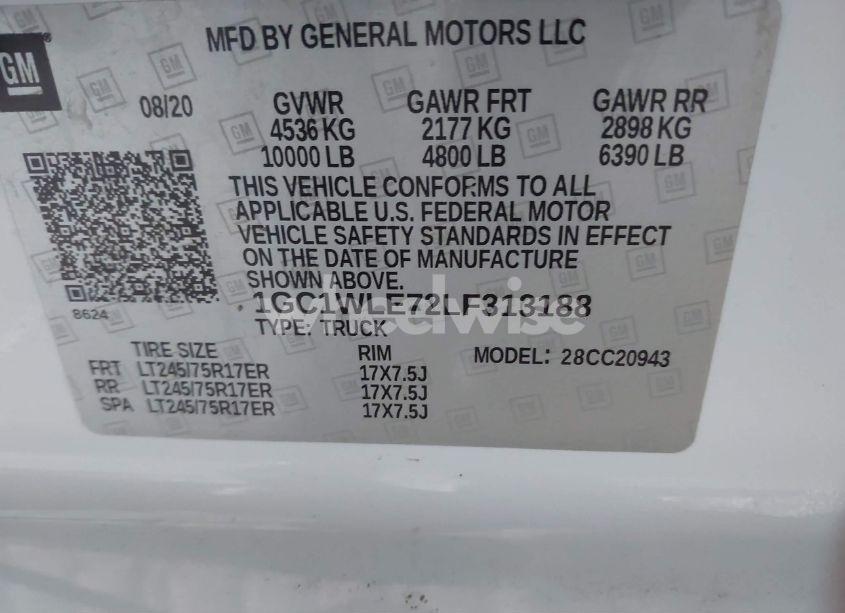 GM
MFD BY GENERAL MOTORS LLC
08/20 GVWR GAWR FRT GAWR RR
4536 KG 2177 KG 2898 KG
10000 LB 4800 LB 6390 LB
THIS VEHICLE CONFORMS TO ALL
APPLICABLE U.S. FEDERAL MOTOR
VEHICLE SAFETY STANDARDS IN EFFECT
ON THE DATE OF MANUFACTURE
SHOWN ABOVE.
8624
1GC1WLE72LF313188
wheelwise
TYPE: TRUCK
TIRE SIZE RIM MODEL: 28CC20943
FRT LT245/75R17ER 17X7.5J
RR LT245/75R17ER 17X7.5J
SPA LT245/75R17ER 17X7.5J